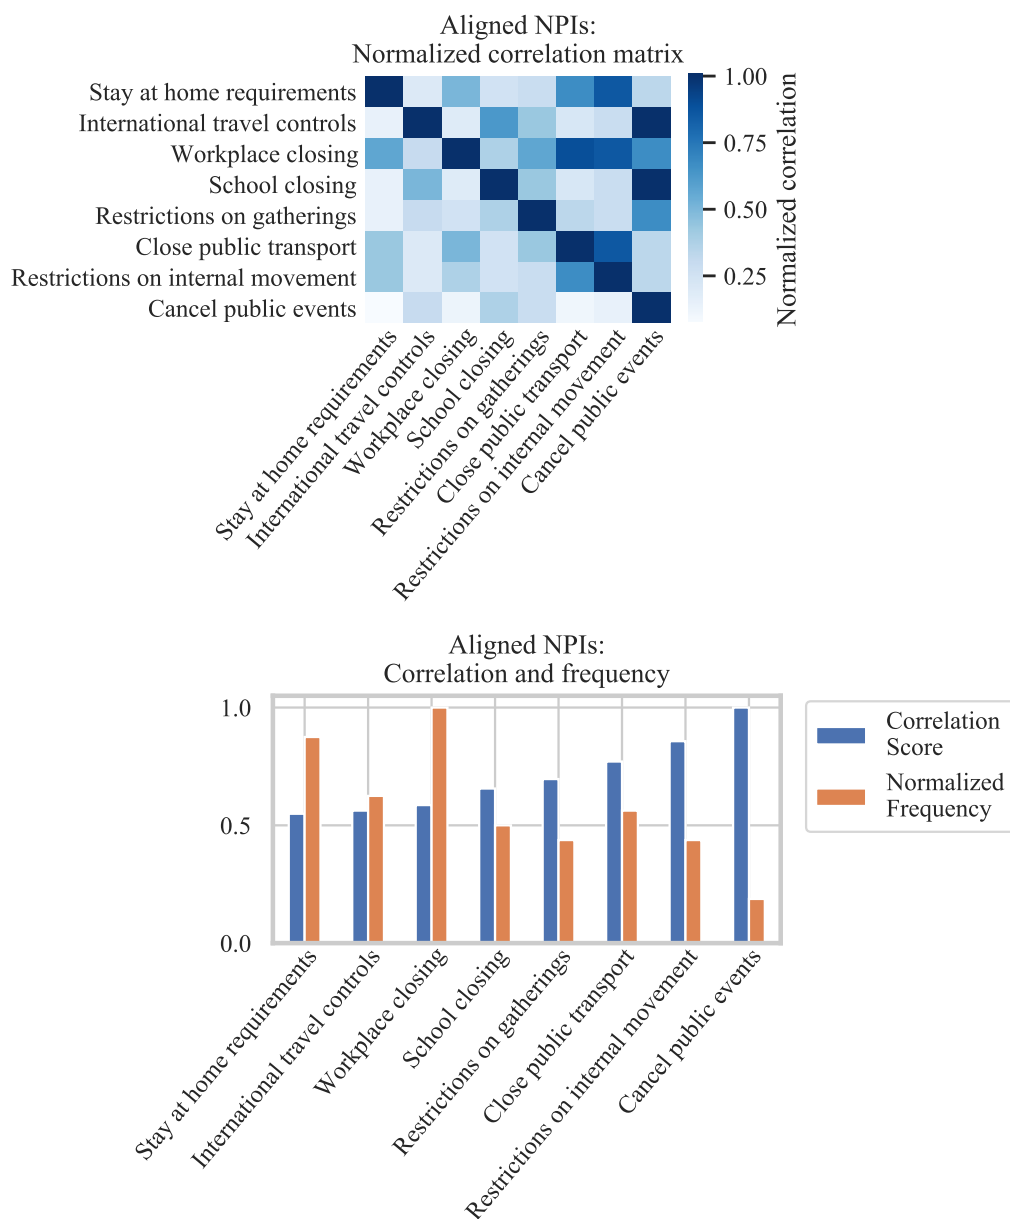 Aligned NPIs:
Normalized correlation matrix
Stay at home requirements
International travel controls
Workplace closing
School closing
Restrictions on gatherings
Close public transport
Restrictions on internal movement
Cancel public events
1.00
0.75
0.50
0.25
Normalized correlation
Stay at home requirements
International travel controls
Workplace closing
School closing
Restrictions on gatherings
Close public transport
Restrictions on internal movement
Cancel public events
Aligned NPIs:
Correlation and frequency
1.0
0.5
0.0
Correlation
Score
Normalized
Frequency
Stay at home requirements
International travel controls
Workplace closing
School closing
Restrictions on gatherings
Close public transport
Restrictions on internal movement
Cancel public events